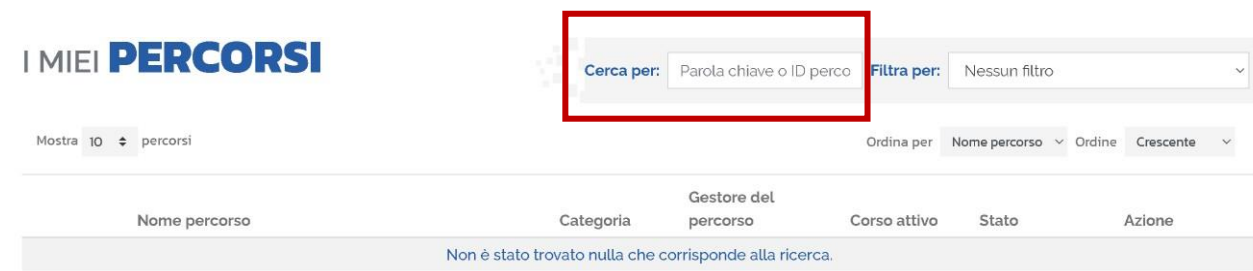 I MIEI PERCORSI
Cerca per: Parola chiave o ID perco Filtra per: Nessun filtro
Mostra 10 percorsi Ordina per Nome percorso Ordine Crescente
Nome percorso Categoria Gestore del percorso Corso attivo Stato Azione
Non è stato trovato nulla che corrisponde alla ricerca.